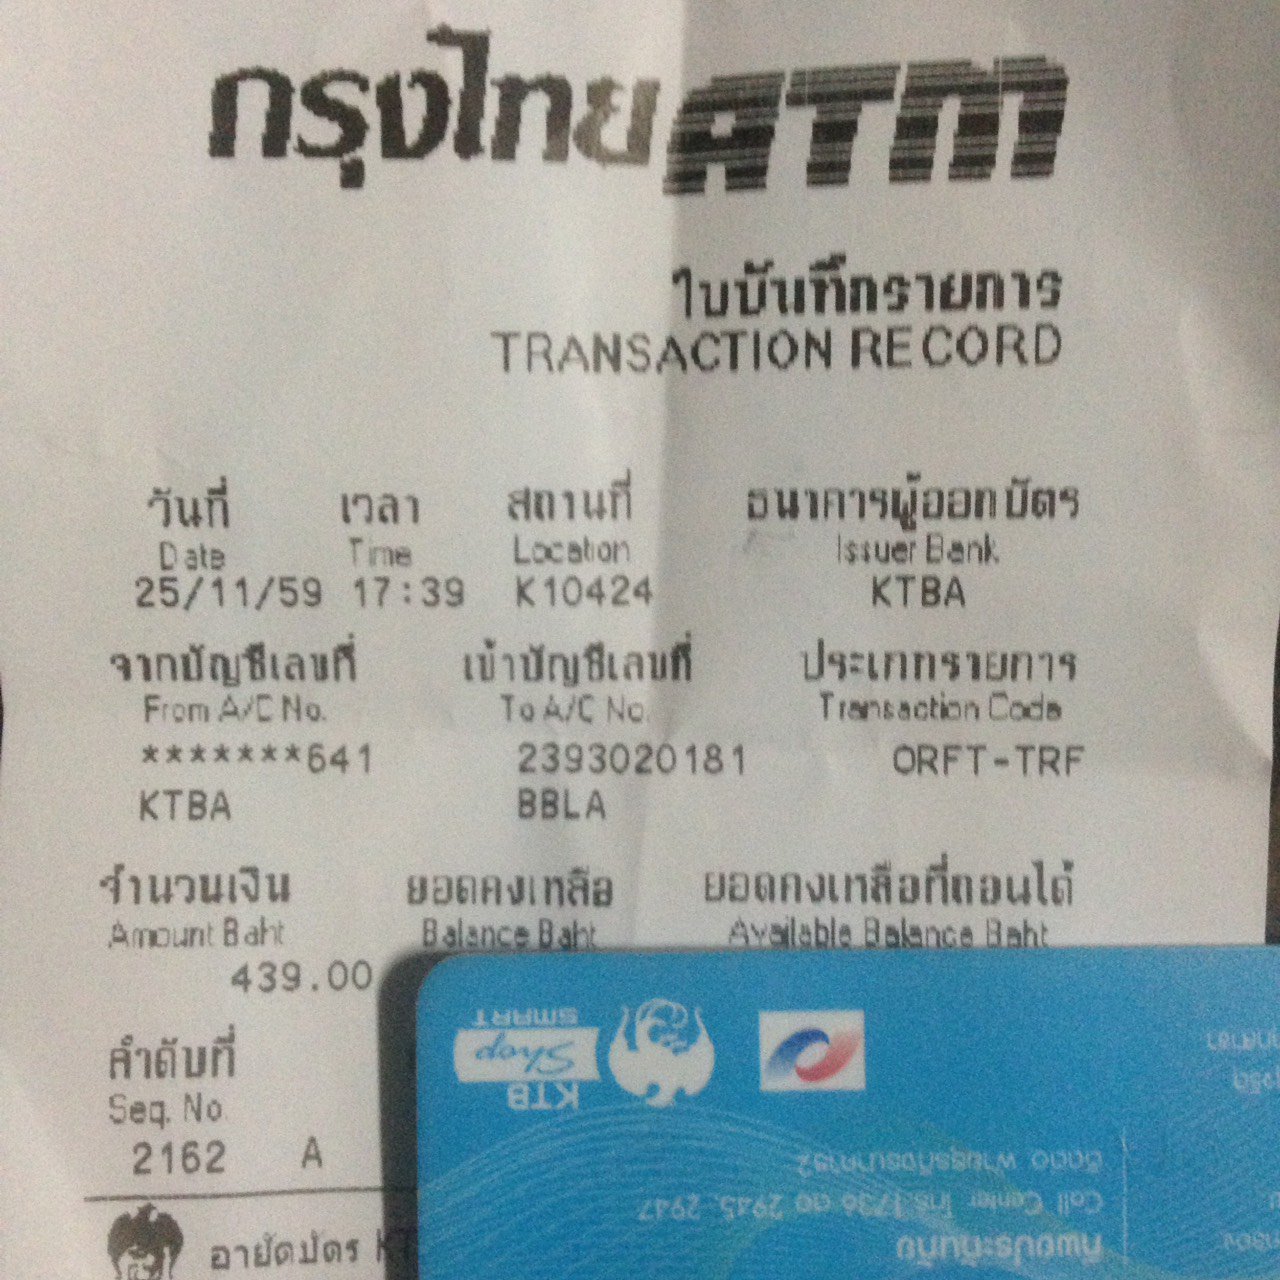 กรุงไทย ATM
ใบบันทึกรายการ
TRANSACTION RECORD
วันที่ เวลา สถานที่ ธนาคารผู้ออกบัตร
Date Time Location Issuer Bank
25/11/59 17:39 K10424 KTBA
จากบัญชีเลขที่ เข้าบัญชีเลขที่ ประเภทรายการ
From A/C No. To A/C No. Transaction Code
*******641 2393020181 ORFT-TRF
KTBA BBLA
จำนวนเงิน ยอดคงเหลือ ยอดคงเหลือที่ถอนได้
Amount Baht Balance Baht Available Balance Baht
439.00
ลำดับที่
Seq. No.
2162 A
อายัดบัตร
KTB
Shop
SMART
Call Center โทร.1736 กด 2945, 2947